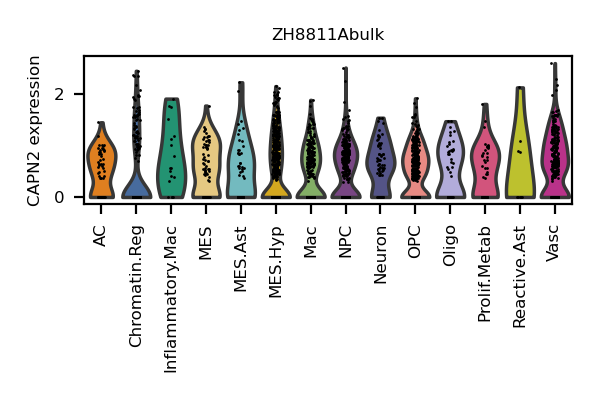 ZH8811Abulk
CAPN2 expression
2
0
AC
Chromatin.Reg
Inflammatory.Mac
MES
MES.Ast
MES.Hyp
Mac
NPC
Neuron
OPC
Oligo
Prolif.Metab
Reactive.Ast
Vasc